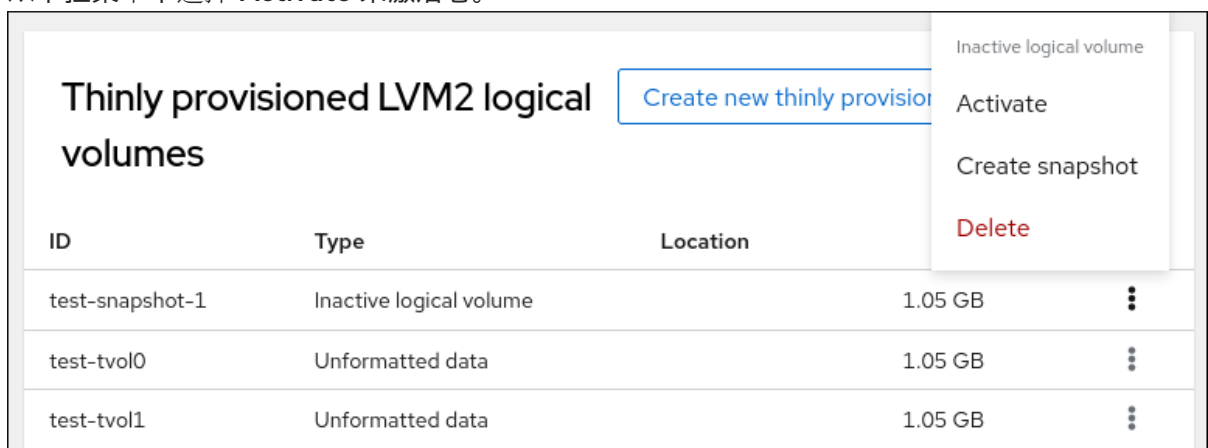 Inactive logical volume
Thinly provisioned LVM2 logical
volumes
Create new thinly provision
Activate
Create snapshot
Delete
ID Type Location
test-snapshot-1 Inactive logical volume 1.05 GB
test-tvol0 Unformatted data 1.05 GB
test-tvol1 Unformatted data 1.05 GB